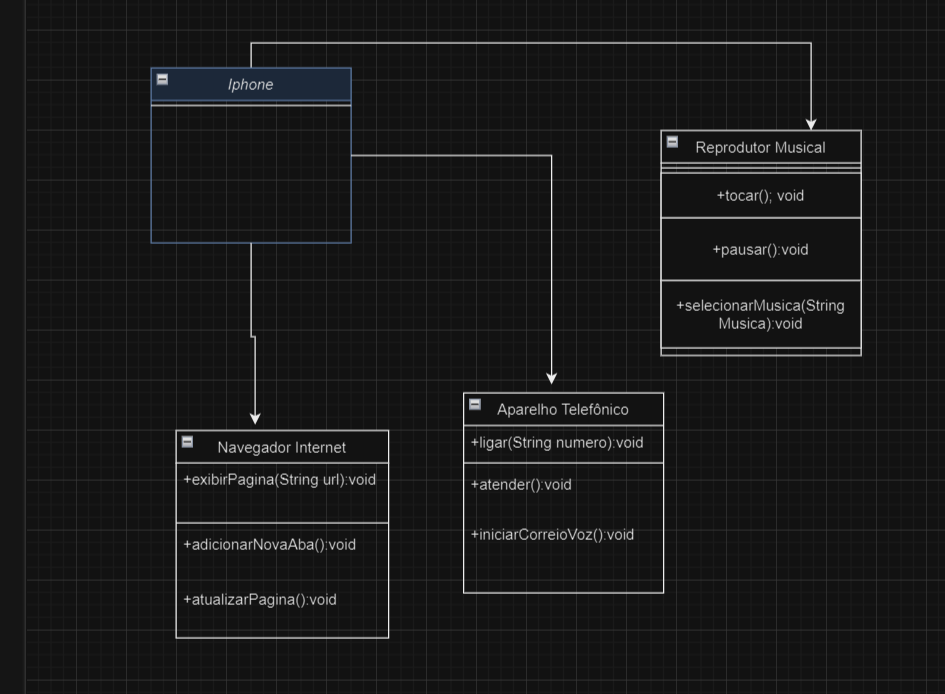 Iphone
Reprodutor Musical
+tocar(); void
+pausar():void
+selecionarMusica(String
Musica):void
Aparelho Telefônico
+ligar(String numero):void
+atender():void
+iniciarCorreioVoz():void
Navegador Internet
+exibirPagina(String url):void
+adicionarNovaAba():void
+atualizarPagina():void